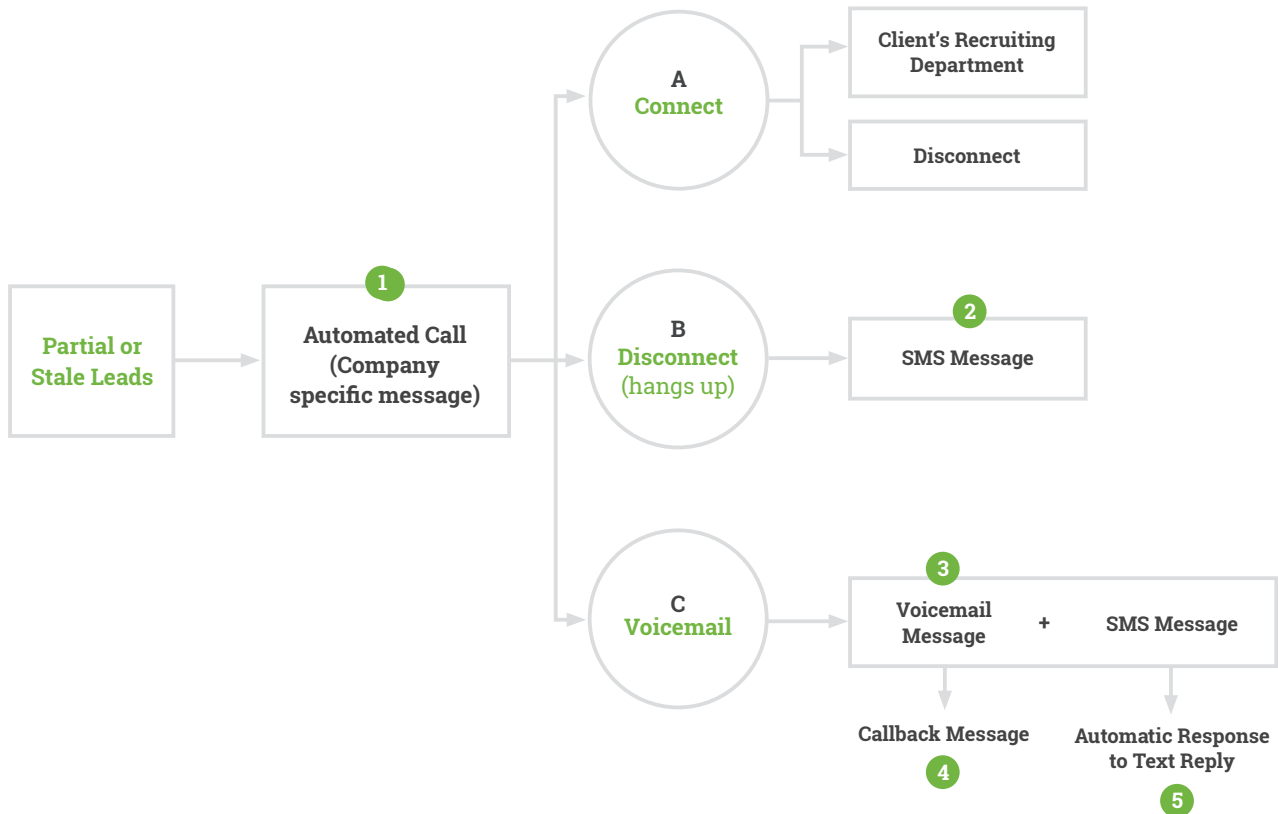 A
Connect
Client's Recruiting
Department
Disconnect
1
Partial or
Stale Leads
Automated Call
(Company
specific message)
B
Disconnect
(hangs up)
2
SMS Message
C
Voicemail
3
Voicemail
Message
+
SMS Message
Callback Message
4
Automatic Response
to Text Reply
5